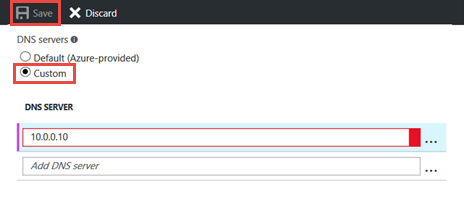 Save Discard
DNS servers
Default (Azure-provided)
Custom
DNS SERVER
10.0.0.10
...
Add DNS server
...